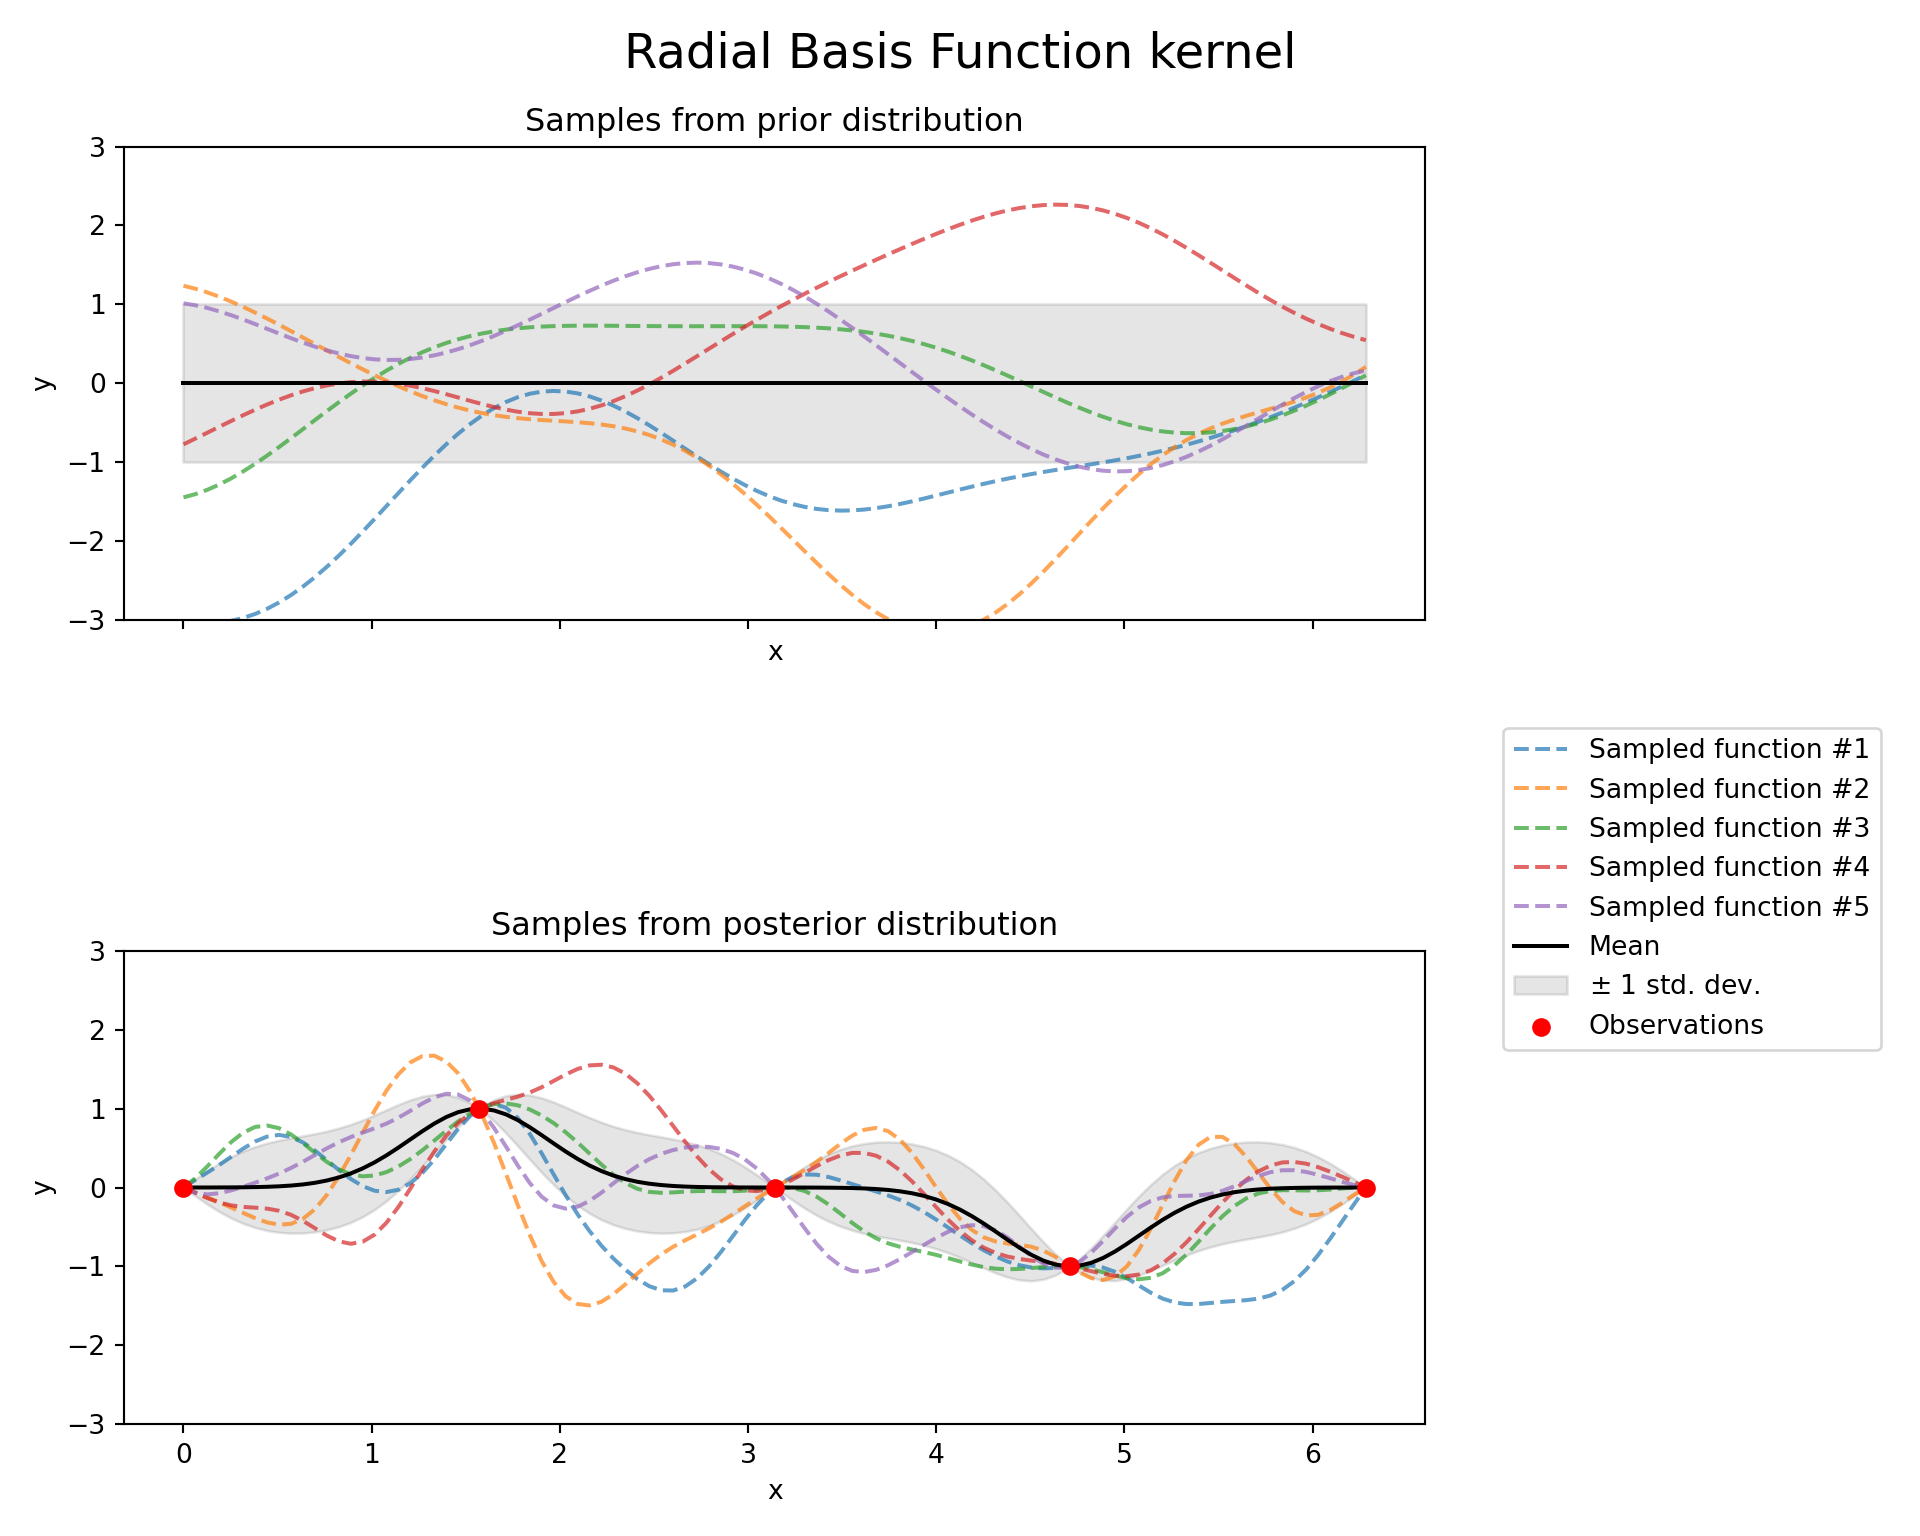 Radial Basis Function kernel
Samples from prior distribution
3
2
1
0
−1
−2
−3
y
x
Sampled function #1
Sampled function #2
Sampled function #3
Sampled function #4
Sampled function #5
Mean
± 1 std. dev.
Observations
Samples from posterior distribution
3
2
1
0
−1
−2
−3
y
0 1 2 3 4 5 6
x